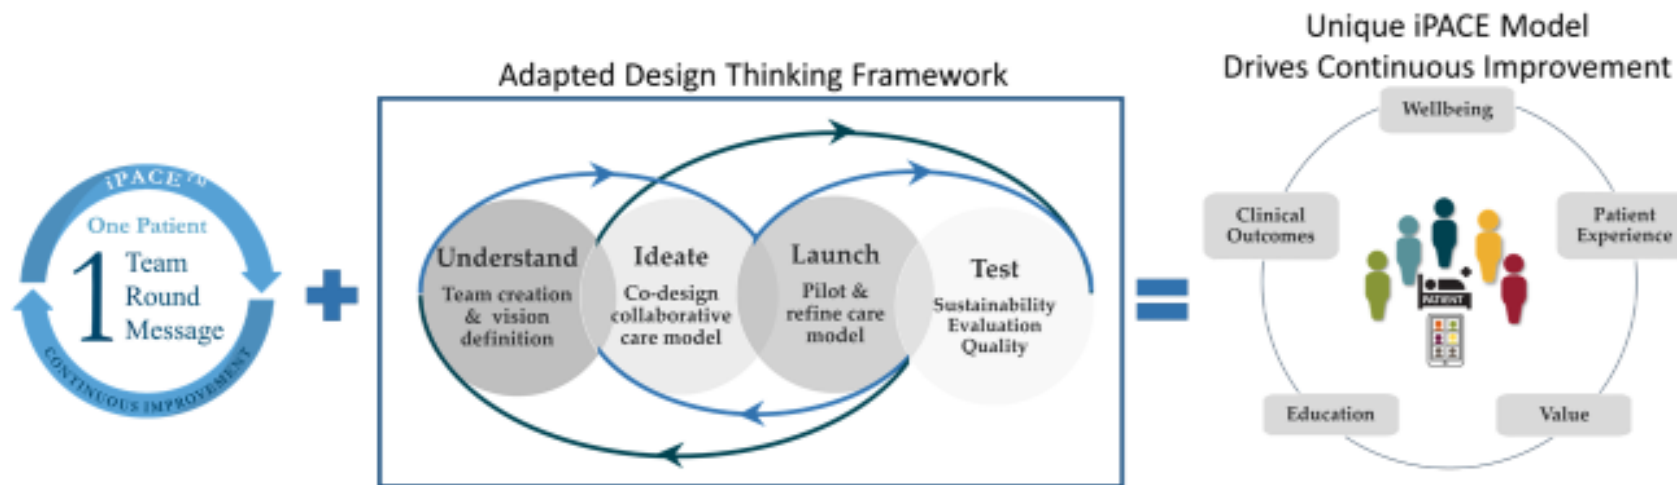 iPACE™
One Patient
1 Team
Round
Message
CONTINUOUS IMPROVEMENT
Adapted Design Thinking Framework
Understand
Team creation
& vision
definition
Ideate
Co-design
collaborative
care model
Launch
Pilot &
refine care
model
Test
Sustainability
Evaluation
Quality
Unique iPACE Model
Drives Continuous Improvement
Wellbeing
Clinical
Outcomes
Patient
Experience
PATIENT
Education
Value